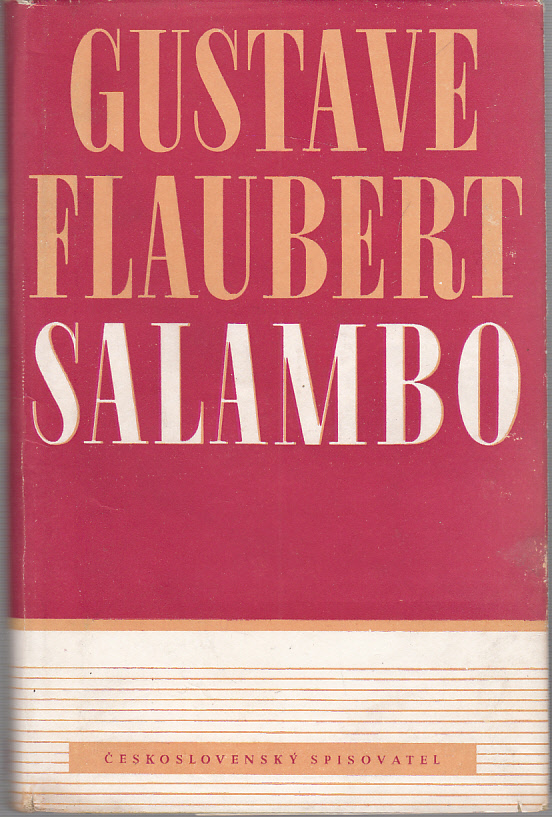 GUSTAVE
FLAUBERT
SALAMBO
ČESKOSLOVENSKÝ SPISOVATEL